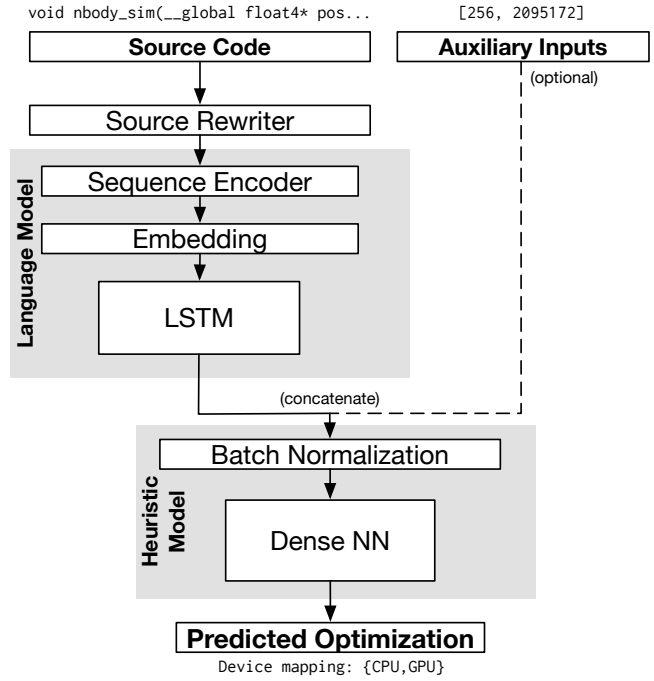 void nbody_sim(__global float4* pos...
[256, 2095172]
Source Code
Auxiliary Inputs
(optional)
Source Rewriter
Language Model
Sequence Encoder
Embedding
LSTM
(concatenate)
Heuristic
Model
Batch Normalization
Dense NN
Predicted Optimization
Device mapping: {CPU,GPU}